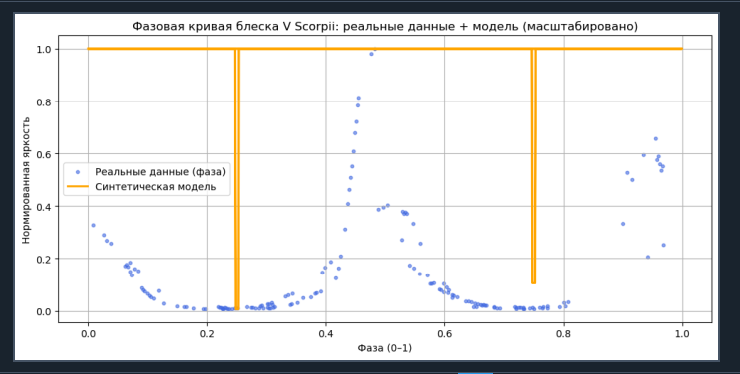 Фазовая кривая блеска V Scorpii: реальные данные + модель (масштабировано)
Нормированная яркость
1.0
0.8
0.6
0.4
0.2
0.0
Реальные данные (фаза)
Синтетическая модель
0.0 0.2 0.4 0.6 0.8 1.0
Фаза (0–1)